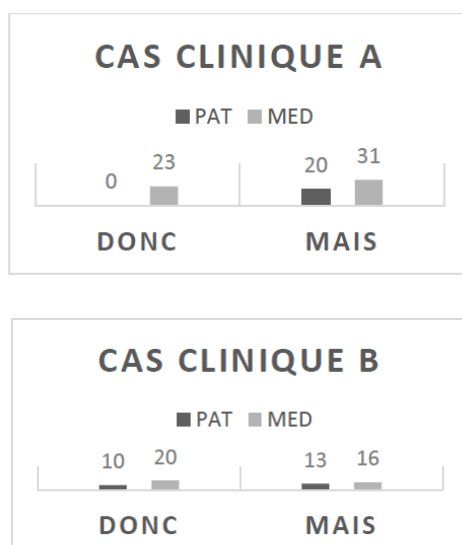 CAS CLINIQUE A
PAT MED
0 23 20 31
DONC MAIS
CAS CLINIQUE B
PAT MED
10 20 13 16
DONC MAIS